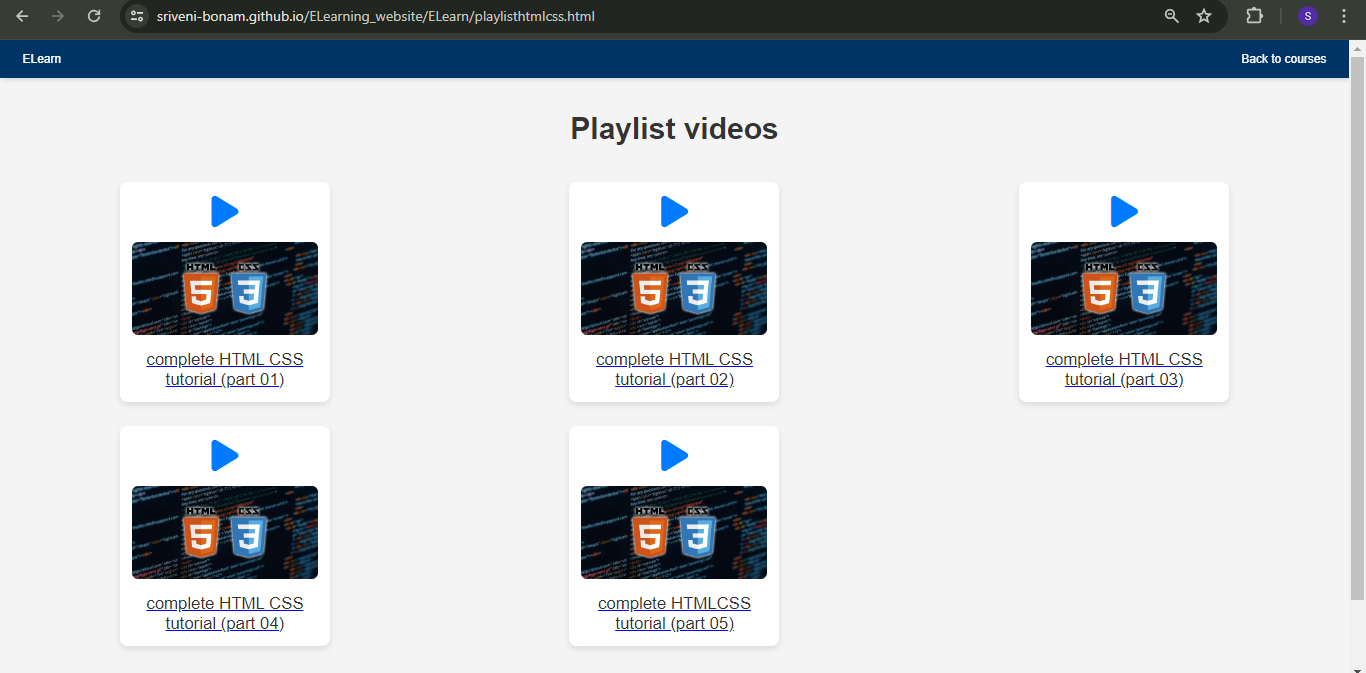 sriveni-bonam.github.io/ELearning_website/ELearn/playlisthtmlcss.html
S
ELearn
Back to courses
Playlist videos
HTML CSS
5 3
complete HTML CSS
tutorial (part 01)
HTML CSS
5 3
complete HTML CSS
tutorial (part 02)
HTML CSS
5 3
complete HTML CSS
tutorial (part 03)
HTML CSS
5 3
complete HTML CSS
tutorial (part 04)
HTML CSS
5 3
complete HTMLCSS
tutorial (part 05)